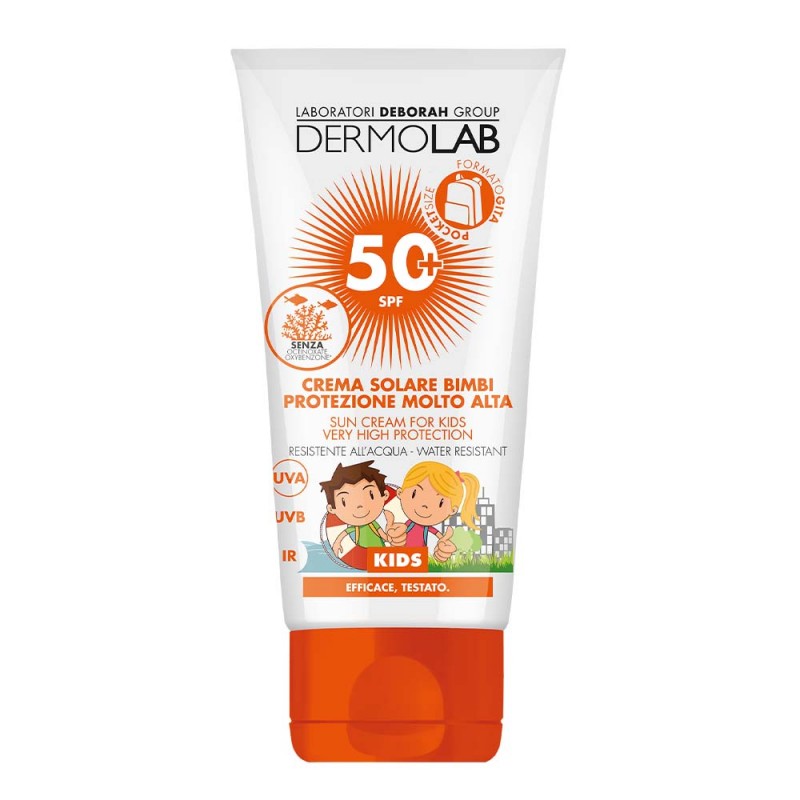 LABORATORI DEBORAH GROUP
DERMOLAB
FORMATO GITA
POCKET SIZE
50+
SPF
SENZA
OCTINOXATE
OXYBENZONE*
CREMA SOLARE BIMBI
PROTEZIONE MOLTO ALTA
SUN CREAM FOR KIDS
VERY HIGH PROTECTION
RESISTENTE ALL'ACQUA - WATER RESISTANT
UVA
UVB
IR
KIDS
EFFICACE, TESTATO.